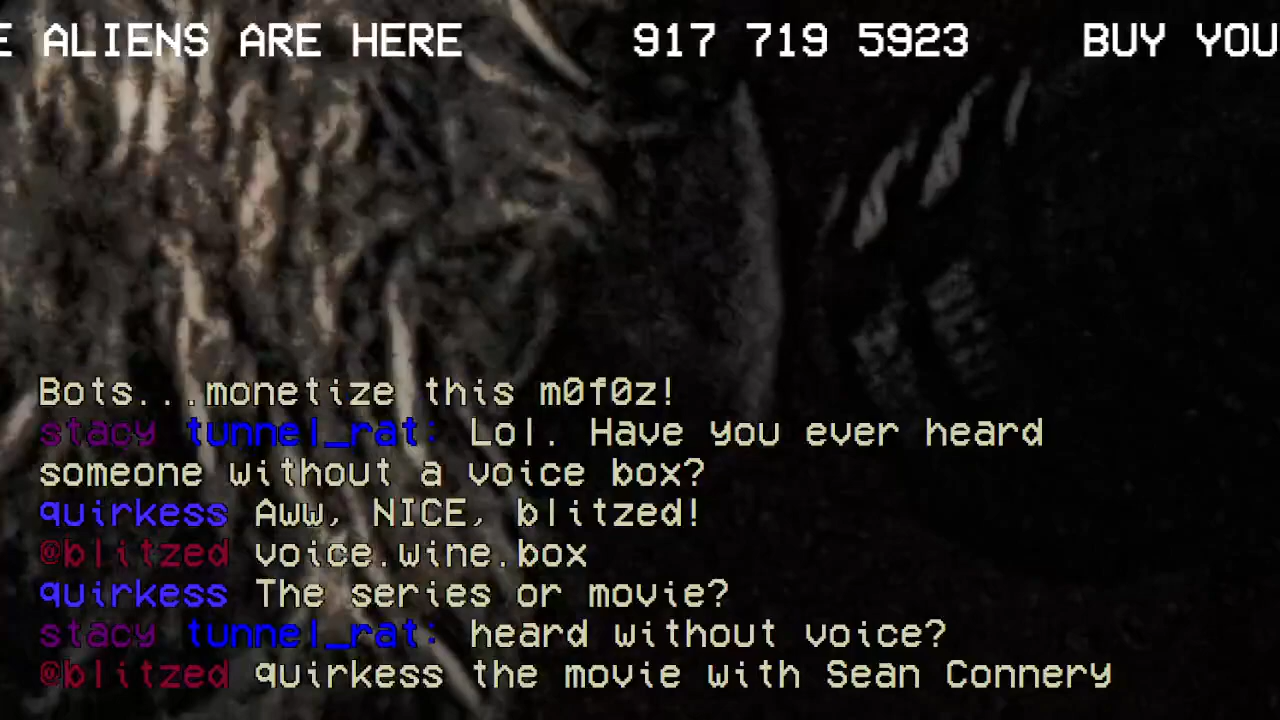 E ALIENS ARE HERE 917 719 5923 BUY YOU
Bots...monetize this m0f0z!
stacy tunnel_rat: Lol. Have you ever heard
someone without a voice box?
quirkess Aww, NICE, blitzed!
@blitzed voice.wine.box
quirkess The series or movie?
stacy tunnel_rat: heard without voice?
@blitzed quirkess the movie with Sean Connery